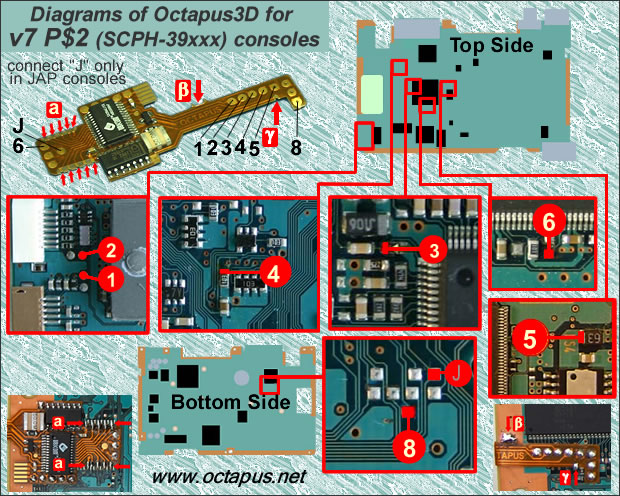 Diagrams of Octapus3D for
v7 P$2 (SCPH-39xxx) consoles
connect "J" only
in JAP consoles
Top Side
a
β
J
6
1 2 3 4 5
γ
8
2
1
4
3
6
5
Bottom Side
J
8
a
a
www.octapus.net
β
TAPUS
γ